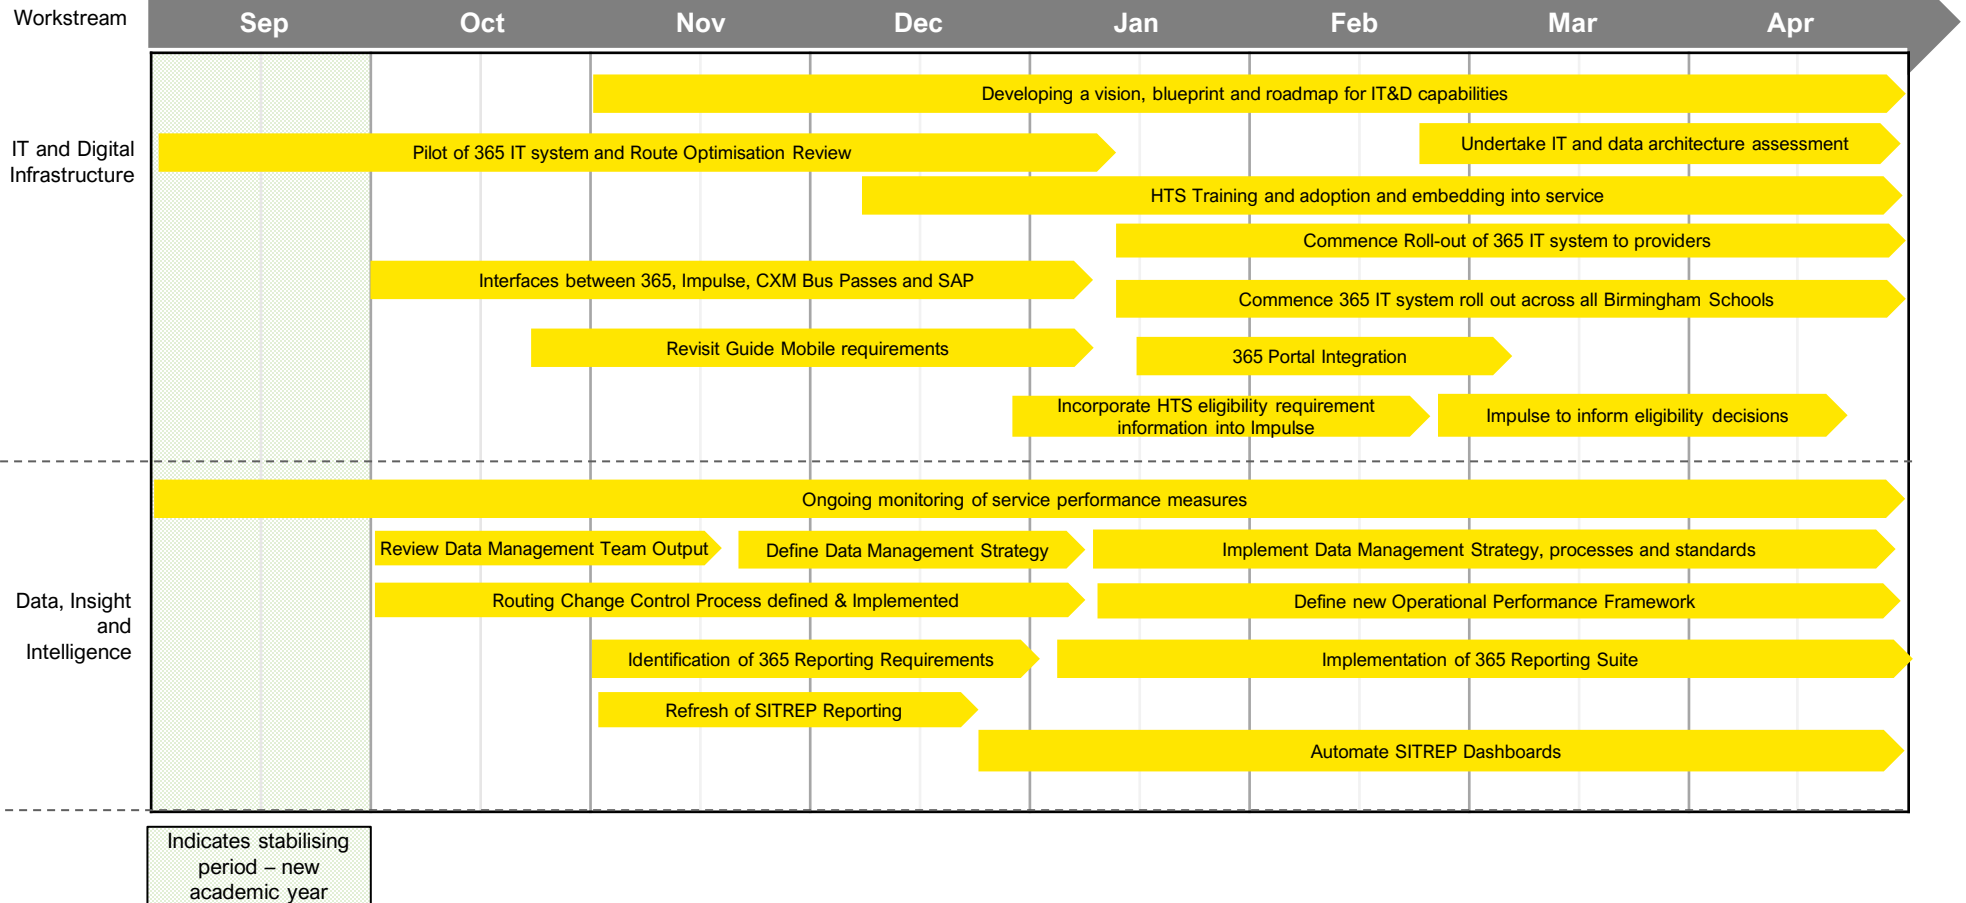 Workstream
Sep
Oct
Nov
Dec
Jan
Feb
Mar
Apr
IT and Digital
Infrastructure
Developing a vision, blueprint and roadmap for IT&D capabilities
Pilot of 365 IT system and Route Optimisation Review
Undertake IT and data architecture assessment
HTS Training and adoption and embedding into service
Commence Roll-out of 365 IT system to providers
Interfaces between 365, Impulse, CXM Bus Passes and SAP
Commence 365 IT system roll out across all Birmingham Schools
Revisit Guide Mobile requirements
365 Portal Integration
Incorporate HTS eligibility requirement
information into Impulse
Impulse to inform eligibility decisions
Data, Insight
and
Intelligence
Ongoing monitoring of service performance measures
Review Data Management Team Output
Define Data Management Strategy
Implement Data Management Strategy, processes and standards
Routing Change Control Process defined & Implemented
Define new Operational Performance Framework
Identification of 365 Reporting Requirements
Implementation of 365 Reporting Suite
Refresh of SITREP Reporting
Automate SITREP Dashboards
Indicates stabilising
period – new
academic year